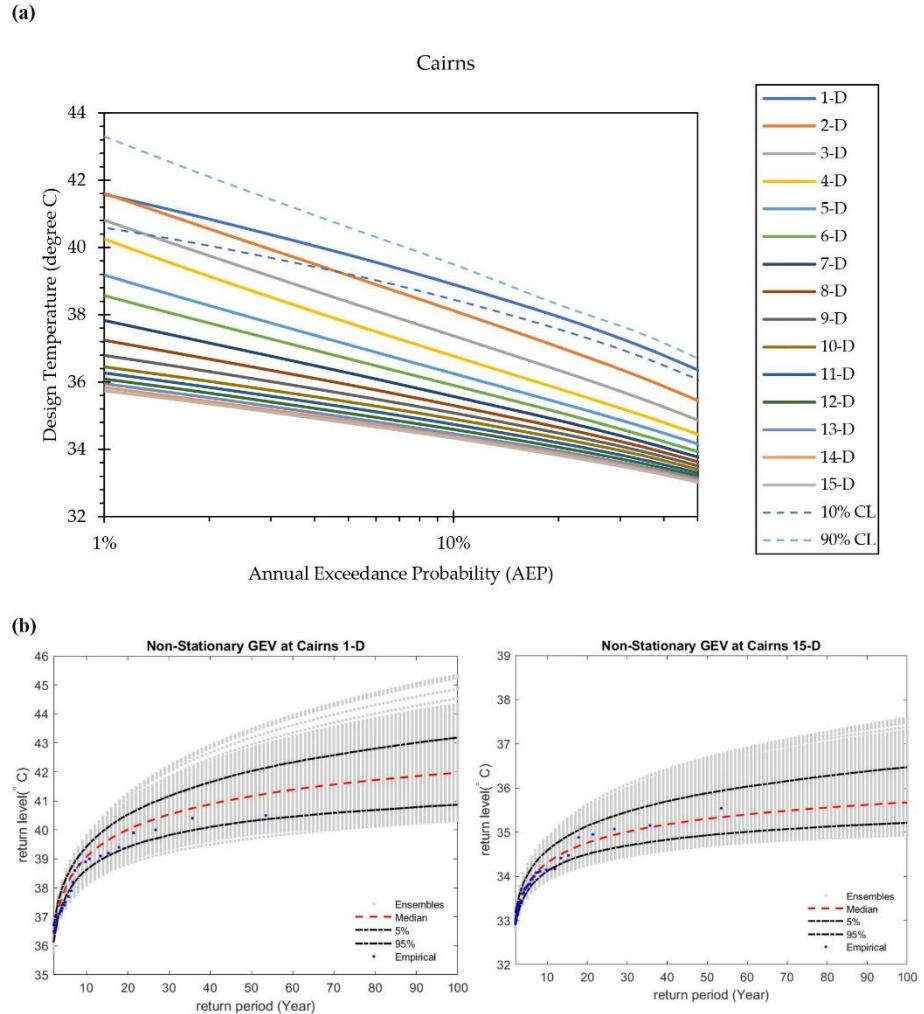 (a)
Cairns
44
42
40
38
36
34
32
Design Temperature (degree C)
1%
10%
Annual Exceedance Probability (AEP)
1-D
2-D
3-D
4-D
5-D
6-D
7-D
8-D
9-D
10-D
11-D
12-D
13-D
14-D
15-D
10% CL
90% CL
(b)
Non-Stationary GEV at Cairns 1-D
46
45
44
43
42
41
40
39
38
37
36
35
return level(° C)
10 20 30 40 50 60 70 80 90 100
return period (Year)
Ensembles
Median
5%
95%
Empirical
Non-Stationary GEV at Cairns 15-D
39
38
37
36
35
34
33
32
return level(° C)
10 20 30 40 50 60 70 80 90 100
return period (Year)
Ensembles
Median
5%
95%
Empirical